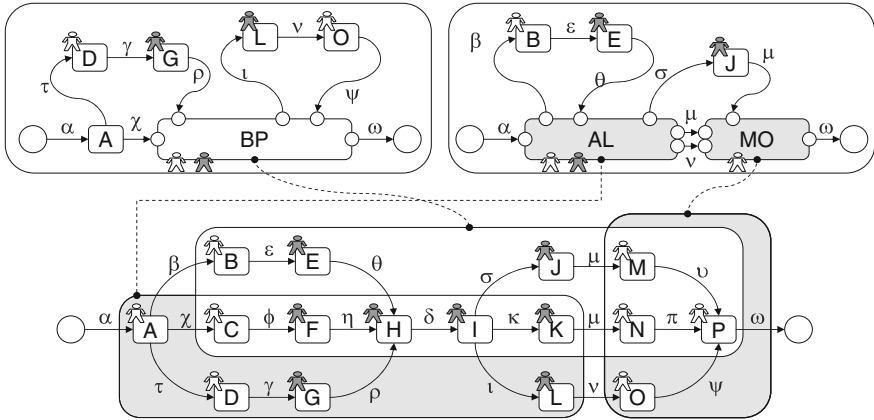 L ν O
D γ G
τ ρ ι ψ
α A χ BP ω
B ε E
β θ σ J μ
α AL μ ν MO ω
B ε E J μ M
β θ σ υ
α A χ C φ F η H δ I κ K μ N π P ω
τ ρ ι ψ
D γ G L ν O